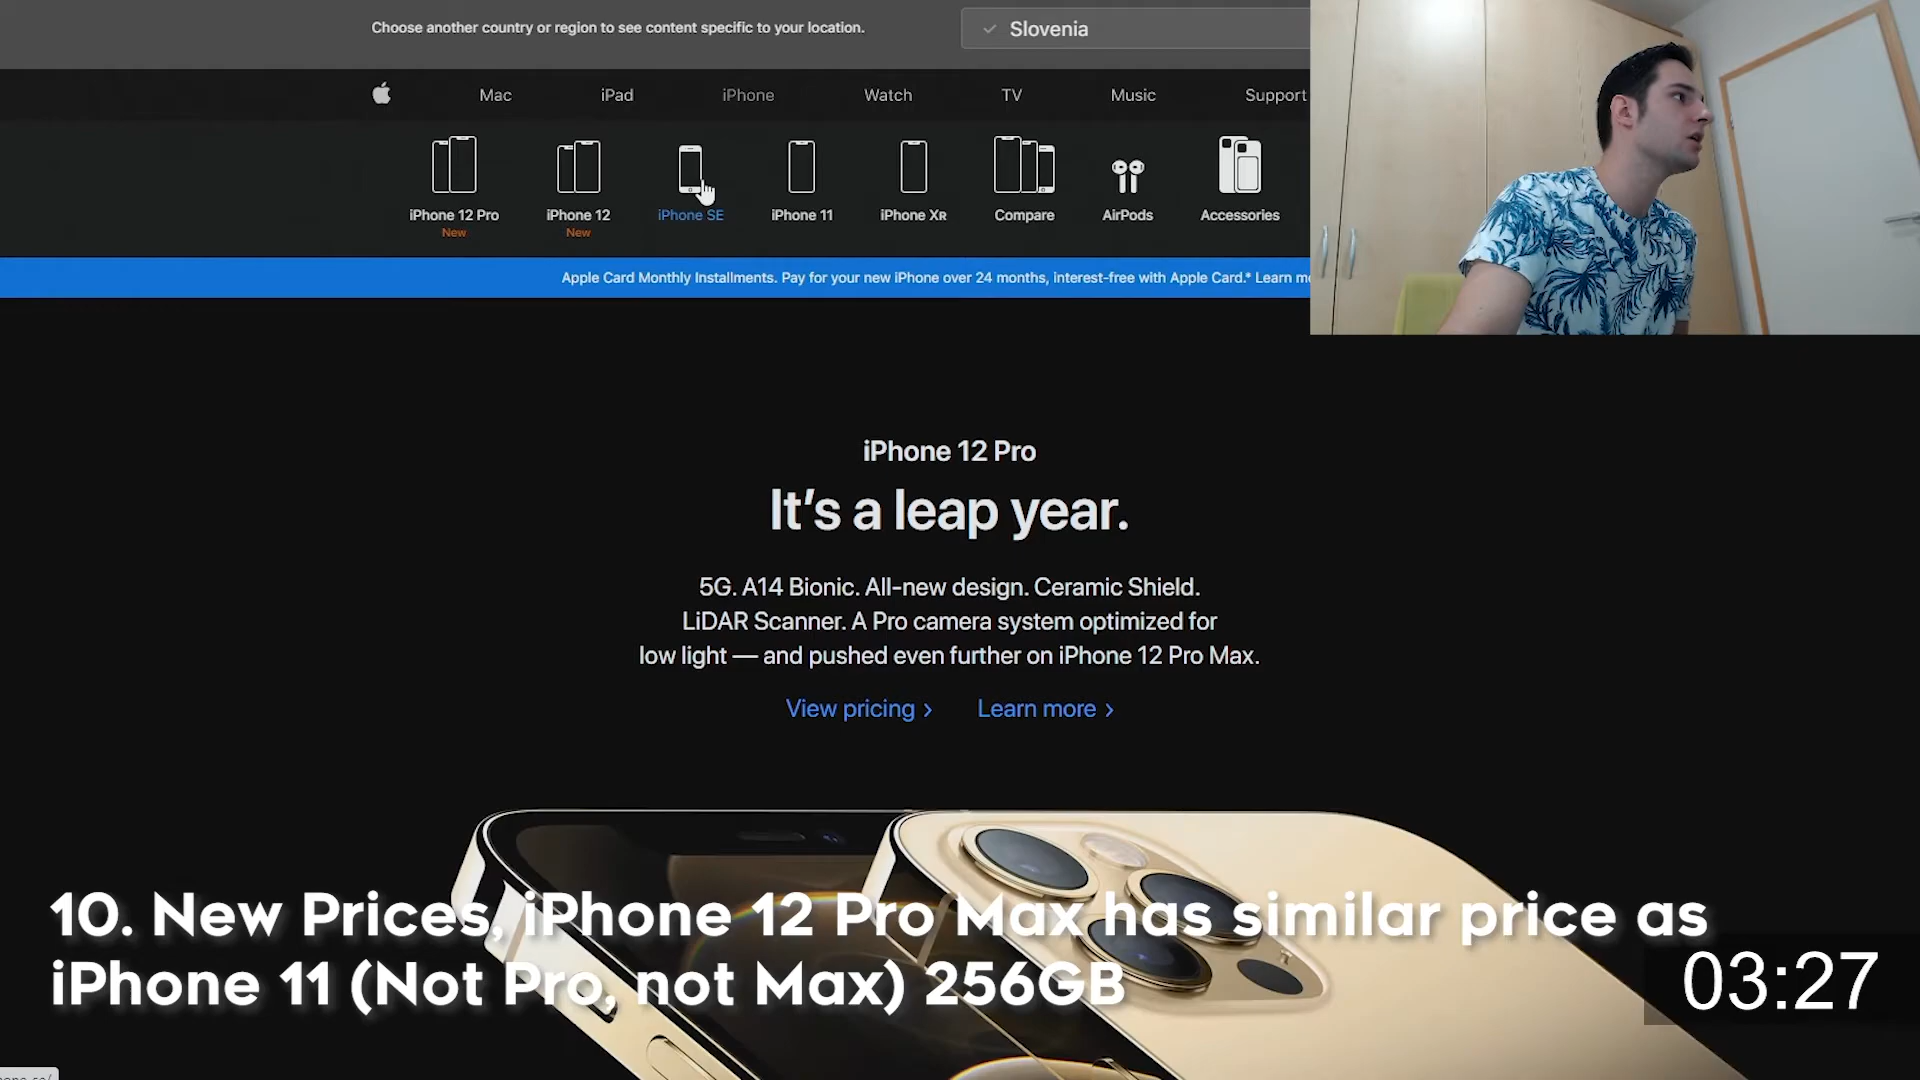 Choose another country or region to see content specific to your location.
Slovenia
Mac iPad iPhone Watch TV Music Support
iPhone 12 Pro iPhone 12 iPhone SE iPhone 11 iPhone XR Compare AirPods Accessories
New New
Apple Card Monthly Installments. Pay for your new iPhone over 24 months, interest-free with Apple Card.* Learn
iPhone 12 Pro
It's a leap year.
5G. A14 Bionic. All-new design. Ceramic Shield.
LiDAR Scanner. A Pro camera system optimized for
low light — and pushed even further on iPhone 12 Pro Max.
View pricing > Learn more >
10. New Prices, iPhone 12 Pro Max has similar price as
iPhone 11 (Not Pro, not Max) 256GB
03:27